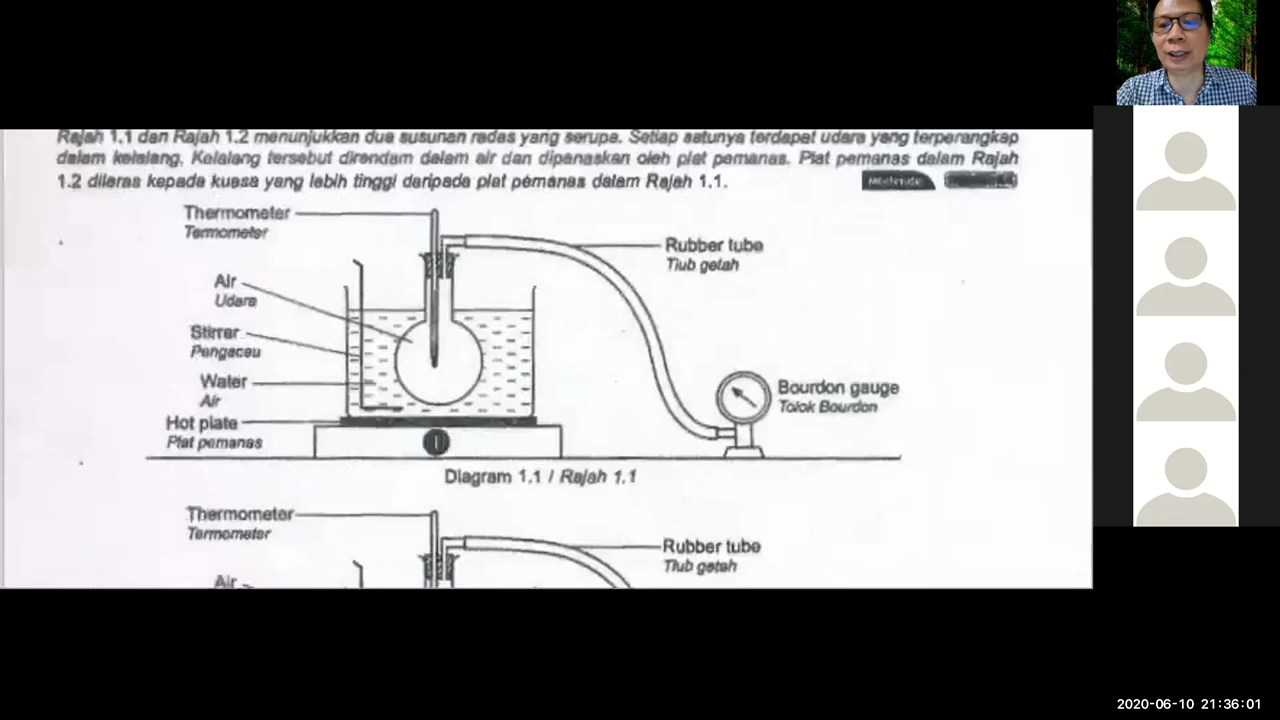 Rajah 1.1 dan Rajah 1.2 menunjukkan dua susunan radas yang serupa. Setiap satunya terdapat udara yang terperangkap
dalam kelalang. Kelalang tersebut direndam dalam air dan dipanaskan oleh plat pemanas. Plat pemanas dalam Rajah
1.2 dilaras kepada kuasa yang lebih tinggi daripada plat pemanas dalam Rajah 1.1.
Moderate
Thermometer
Termometer
Rubber tube
Tiub getah
Air
Udara
Stirrer
Pengacau
Water
Air
Bourdon gauge
Tolok Bourdon
Hot plate
Plat pemanas
Diagram 1.1 / Rajah 1.1
Thermometer
Termometer
Rubber tube
Tiub getah
Air
2020-06-10 21:36:01